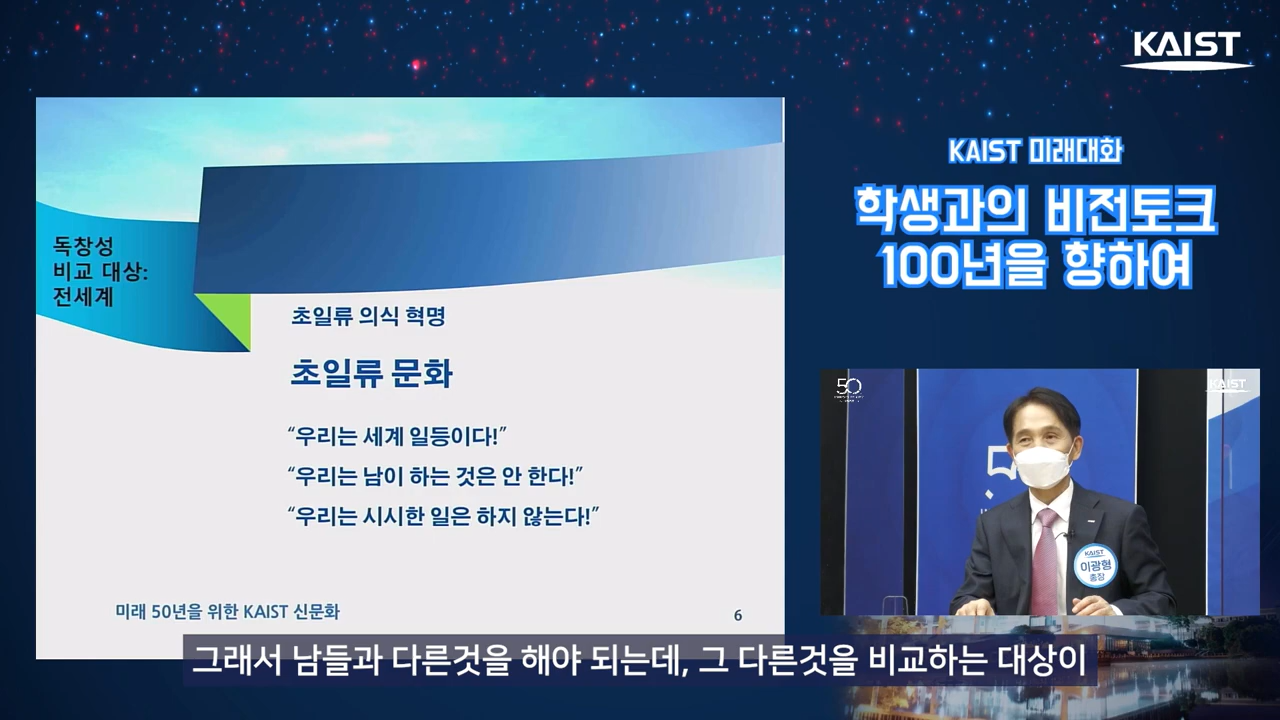 KAIST
KAIST 미래대화
학생과의 비전토크
100년을 향하여
독창성
비교 대상:
전세계
초일류 의식 혁명
초일류 문화
“우리는 세계 일등이다!”
“우리는 남이 하는 것은 안 한다!”
“우리는 시시한 일은 하지 않는다!”
미래 50년을 위한 KAIST 신문화
6
50
KAIST
KAIST
이광형
총장
그래서 남들과 다른것을 해야 되는데, 그 다른것을 비교하는 대상이